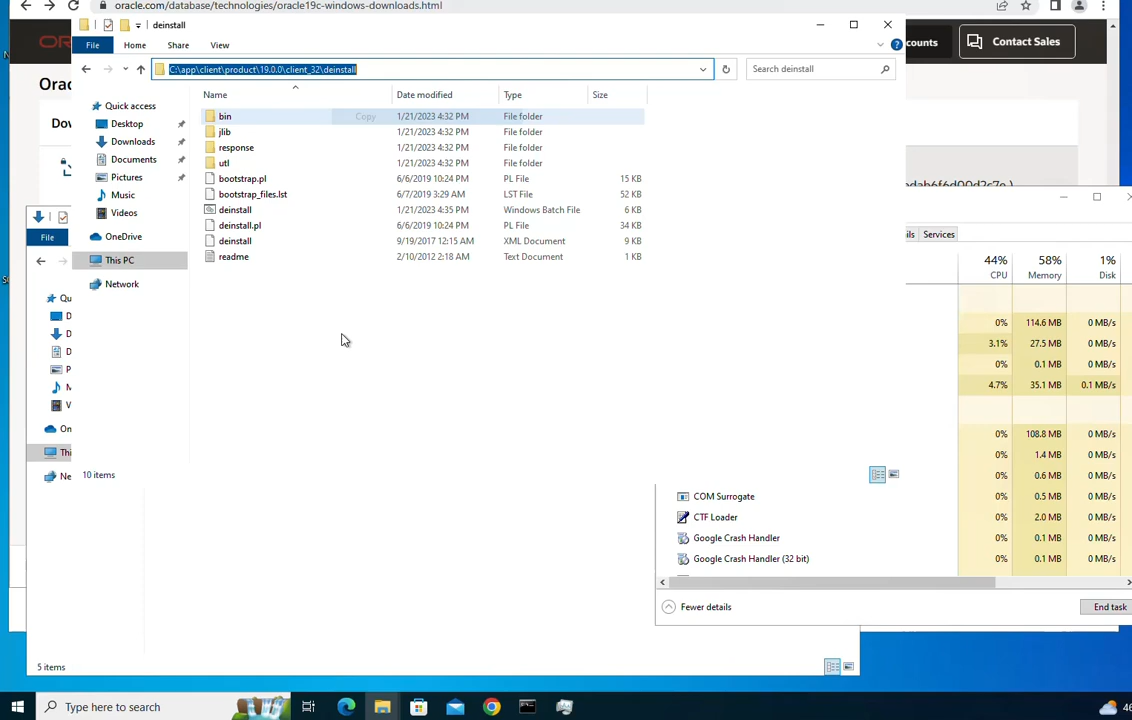 oracle.com/database/technologies/oracle19c-windows-downloads.html
deinstall
File Home Share View
ounts Contact Sales
C:\app\client\product\19.0.0\client_32\deinstall
Search deinstall
Orac
Name Date modified Type Size
Quick access
Desktop
Downloads
Documents
Pictures
Music
Videos
OneDrive
This PC
Network
bin Copy 1/21/2023 4:32 PM File folder
jlib 1/21/2023 4:32 PM File folder
response 1/21/2023 4:32 PM File folder
utl 1/21/2023 4:32 PM File folder
bootstrap.pl 6/6/2019 10:24 PM PL File 15 KB
bootstrap_files.lst 6/7/2019 3:29 AM LST File 52 KB
deinstall 1/21/2023 4:35 PM Windows Batch File 6 KB
deinstall.pl 6/6/2019 10:24 PM PL File 34 KB
deinstall 9/19/2017 12:15 AM XML Document 9 KB
readme 2/10/2012 2:18 AM Text Document 1 KB
10 items
Dov
File
Qu
D
D
D
P
M
V
On
Thi
Ne
5 items
dab6f6d00d2c7e )
ils Services
44% 58% 1%
CPU Memory Disk
0% 114.6 MB 0 MB/s
3.1% 27.5 MB 0 MB/s
0% 0.1 MB 0 MB/s
4.7% 35.1 MB 0.1 MB/s
0% 108.8 MB 0 MB/s
0% 1.4 MB 0 MB/s
0% 0.6 MB 0 MB/s
COM Surrogate 0% 0.5 MB 0 MB/s
CTF Loader 0% 2.0 MB 0 MB/s
Google Crash Handler 0% 0.1 MB 0 MB/s
Google Crash Handler (32 bit) 0% 0.1 MB 0 MB/s
Fewer details
End task
Type here to search
46